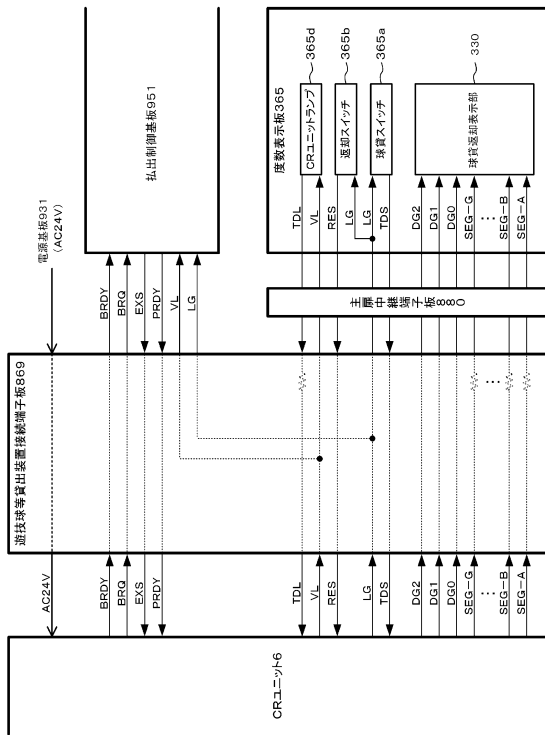 電源基板931
(AC24V)
払出制御基板951
BRDY
BRQ
EXS
PRDY
VL
LG
度数表示板365
CRユニットランプ
365d
返却スイッチ
365b
球貸スイッチ
365a
球貸返却表示部
330
TDL
VL
RES
LG
LG
TDS
DG2
DG1
DG0
SEG-G
SEG-B
SEG-A
主扉中継端子板880
遊技球等貸出装置接続端子板869
AC24V
BRDY
BRQ
EXS
PRDY
TDL
VL
RES
LG
TDS
DG2
DG1
DG0
SEG-G
SEG-B
SEG-A
CRユニット6